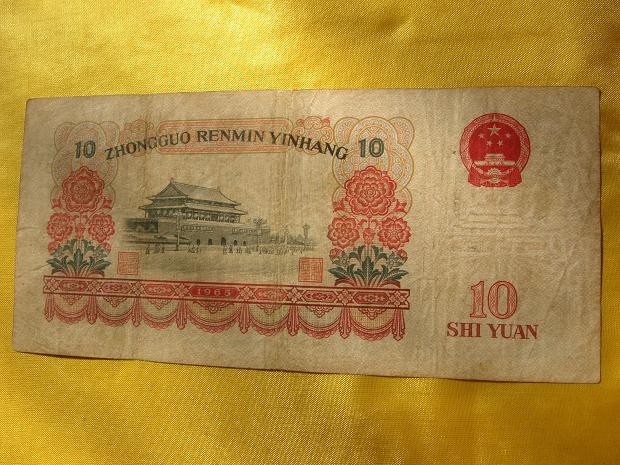 10 ZHONGGUO RENMIN YINHANG 10
1965
10
SHI YUAN